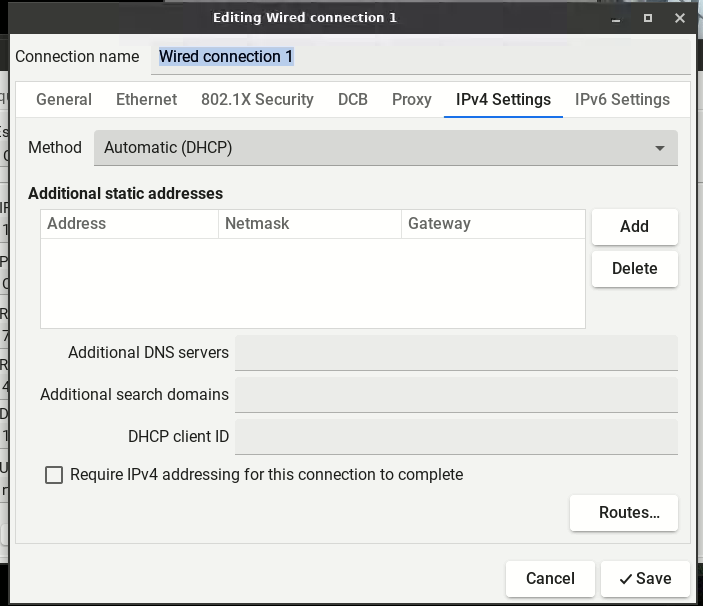 Editing Wired connection 1
Connection name Wired connection 1
General Ethernet 802.1X Security DCB Proxy IPv4 Settings IPv6 Settings
Method Automatic (DHCP)
Additional static addresses
Address Netmask Gateway
Add
Delete
Additional DNS servers
Additional search domains
DHCP client ID
Require IPv4 addressing for this connection to complete
Routes...
Cancel Save